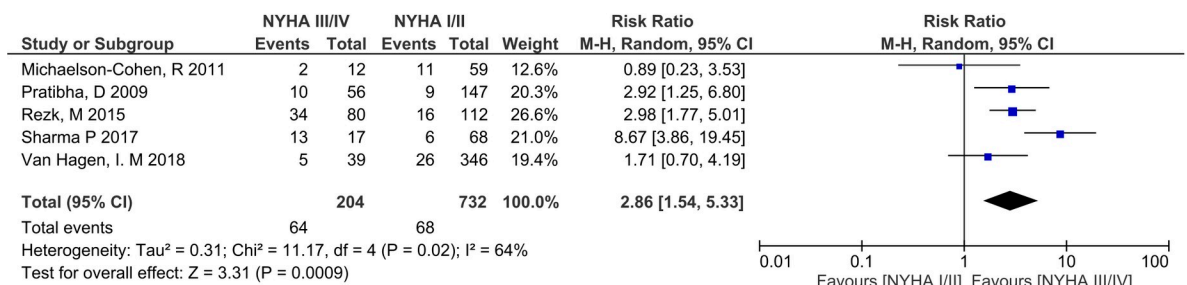 NYHA III/IV NYHA I/II Risk Ratio Risk Ratio
Study or Subgroup Events Total Events Total Weight M-H, Random, 95% CI M-H, Random, 95% CI
Michaelson-Cohen, R 2011 2 12 11 59 12.6% 0.89 [0.23, 3.53]
Pratibha, D 2009 10 56 9 147 20.3% 2.92 [1.25, 6.80]
Rezk, M 2015 34 80 16 112 26.6% 2.98 [1.77, 5.01]
Sharma P 2017 13 17 6 68 21.0% 8.67 [3.86, 19.45]
Van Hagen, I. M 2018 5 39 26 346 19.4% 1.71 [0.70, 4.19]
Total (95% CI) 204 732 100.0% 2.86 [1.54, 5.33]
Total events 64 68
Heterogeneity: Tau² = 0.31; Chi² = 11.17, df = 4 (P = 0.02); I² = 64%
Test for overall effect: Z = 3.31 (P = 0.0009)
0.01 0.1 1 10 100
Favours [NYHA I/II] Favours [NYHA III/IV]